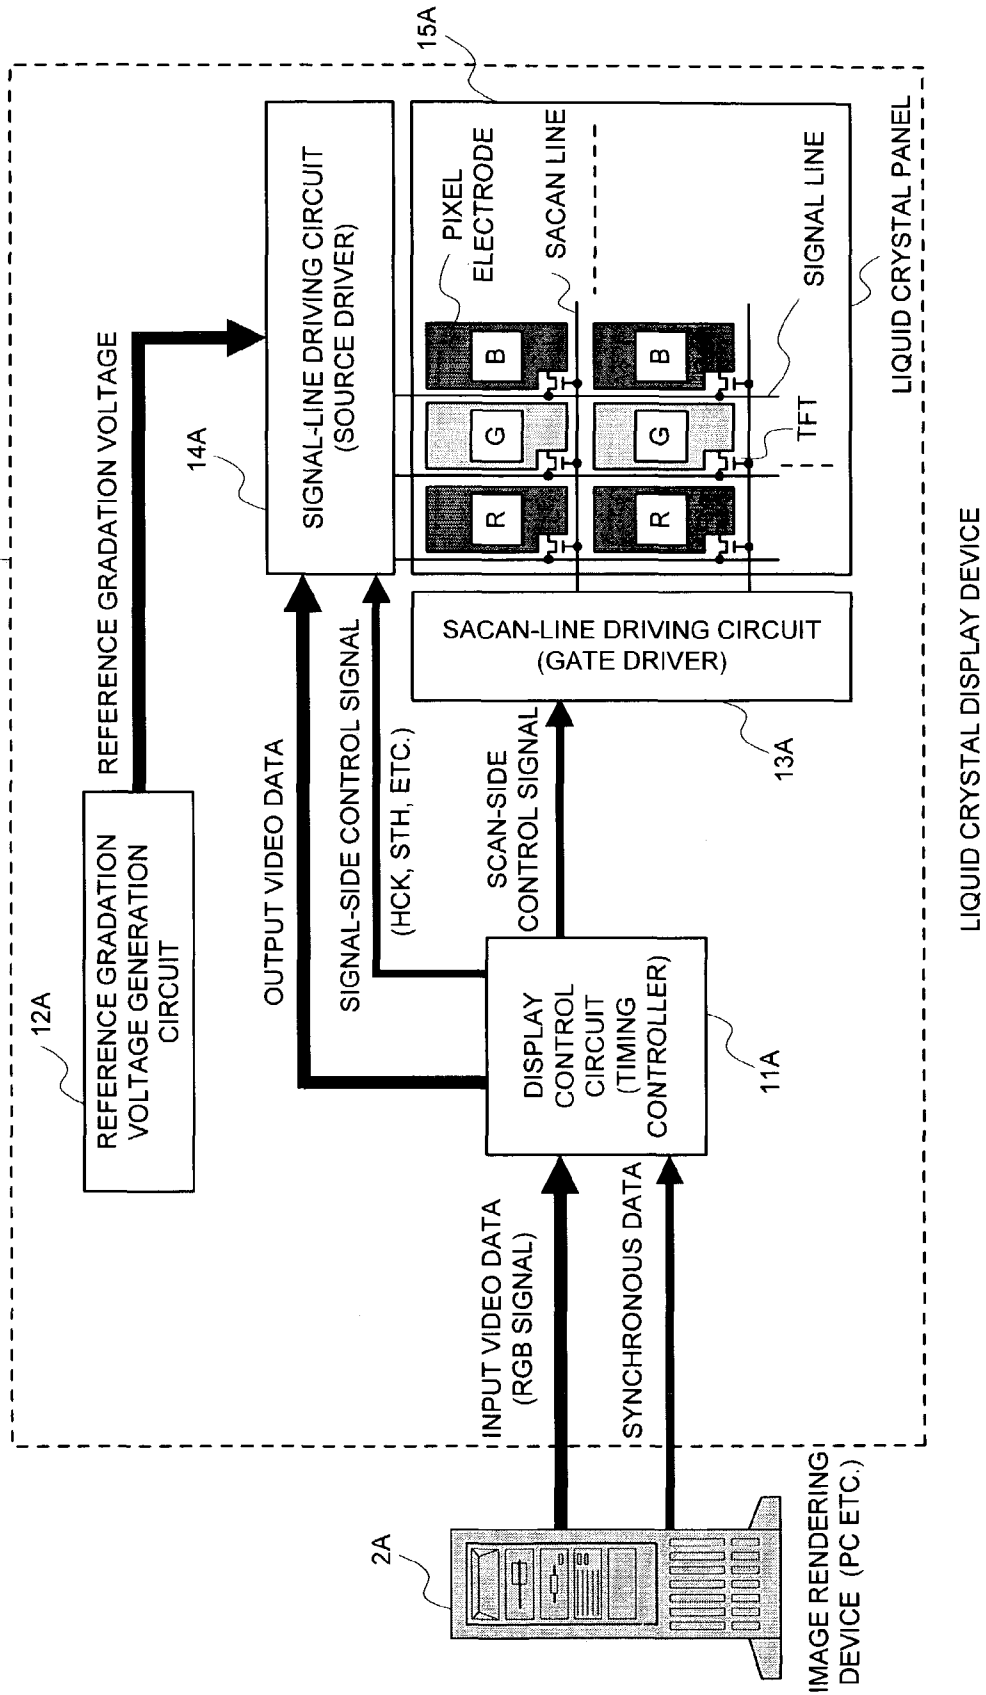 12A
REFERENCE GRADATION
VOLTAGE GENERATION
CIRCUIT
REFERENCE GRADATION VOLTAGE
14A
SIGNAL-LINE DRIVING CIRCUIT
(SOURCE DRIVER)
15A
OUTPUT VIDEO DATA
SIGNAL-SIDE CONTROL SIGNAL
(HCK, STH, ETC.)
PIXEL
ELECTRODE
SACAN LINE
R
G
B
R
G
B
TFT
SIGNAL LINE
LIQUID CRYSTAL PANEL
SACAN-LINE DRIVING CIRCUIT
(GATE DRIVER)
13A
SCAN-SIDE
CONTROL SIGNAL
DISPLAY
CONTROL
CIRCUIT
(TIMING
CONTROLLER)
11A
INPUT VIDEO DATA
(RGB SIGNAL)
SYNCHRONOUS DATA
2A
IMAGE RENDERING
DEVICE (PC ETC.)
LIQUID CRYSTAL DISPLAY DEVICE